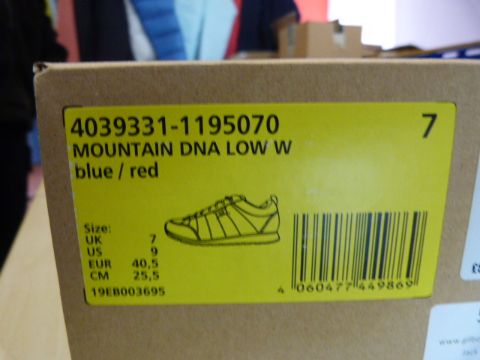 4039331-1195070 7
MOUNTAIN DNA LOW W
blue / red
Size:
UK 7
US 9
EUR 40,5
CM 25,5
19EB003695
4 060477 449869